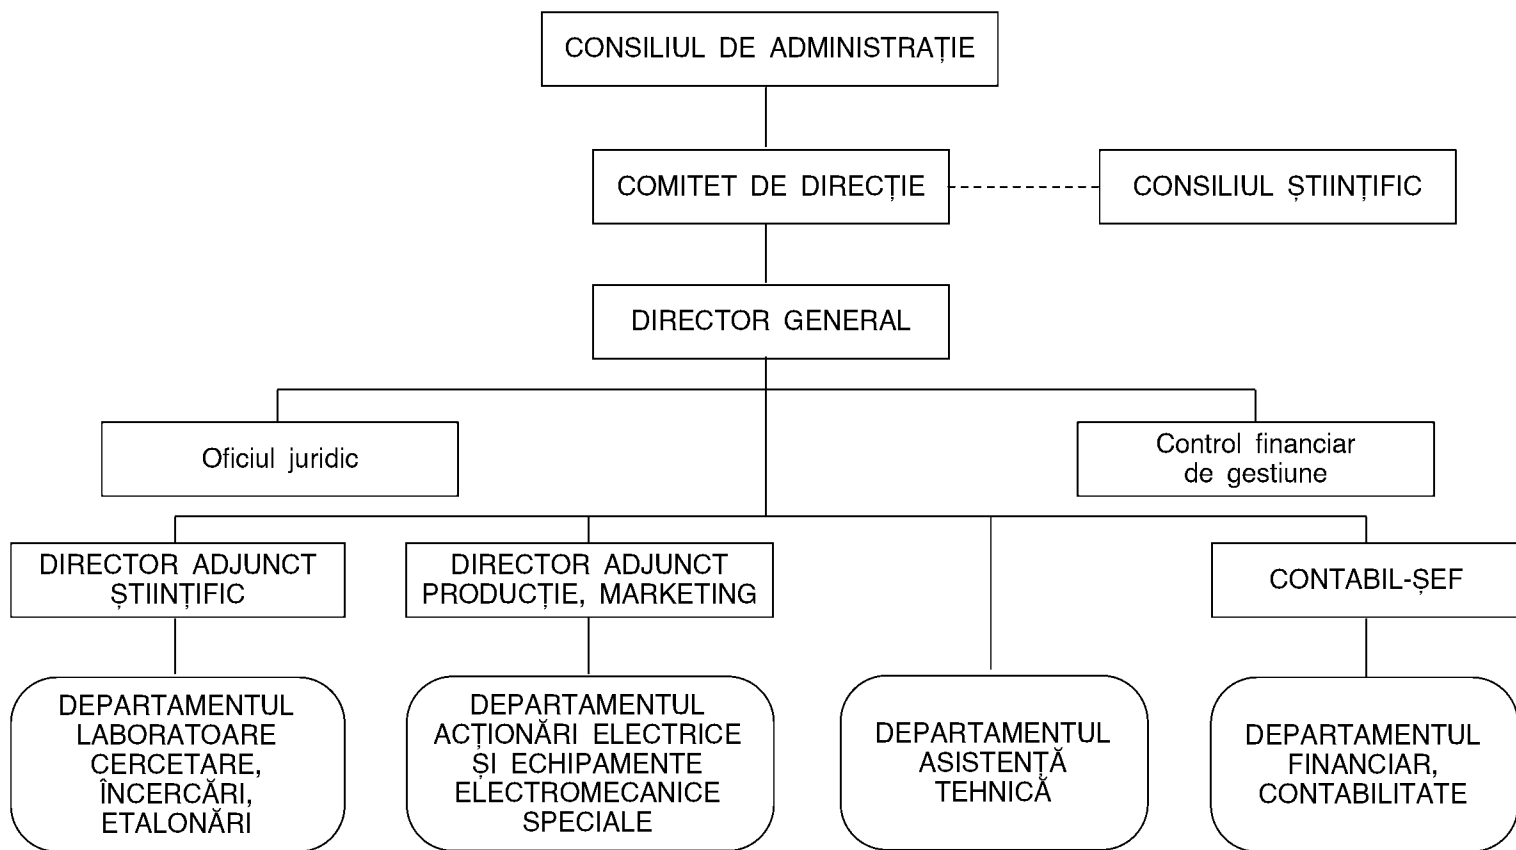 CONSILIUL DE ADMINISTRAȚIE
COMITET DE DIRECȚIE
CONSILIUL ȘTIINȚIFIC
DIRECTOR GENERAL
Oficiul juridic
Control financiar
de gestiune
DIRECTOR ADJUNCT
ȘTIINȚIFIC
DIRECTOR ADJUNCT
PRODUCȚIE, MARKETING
CONTABIL-ȘEF
DEPARTAMENTUL
LABORATOARE
CERCETARE,
ÎNCERCĂRI,
ETALONĂRI
DEPARTAMENTUL
ACȚIONĂRI ELECTRICE
ȘI ECHIPAMENTE
ELECTROMECANICE
SPECIALE
DEPARTAMENTUL
ASISTENȚĂ
TEHNICĂ
DEPARTAMENTUL
FINANCIAR,
CONTABILITATE